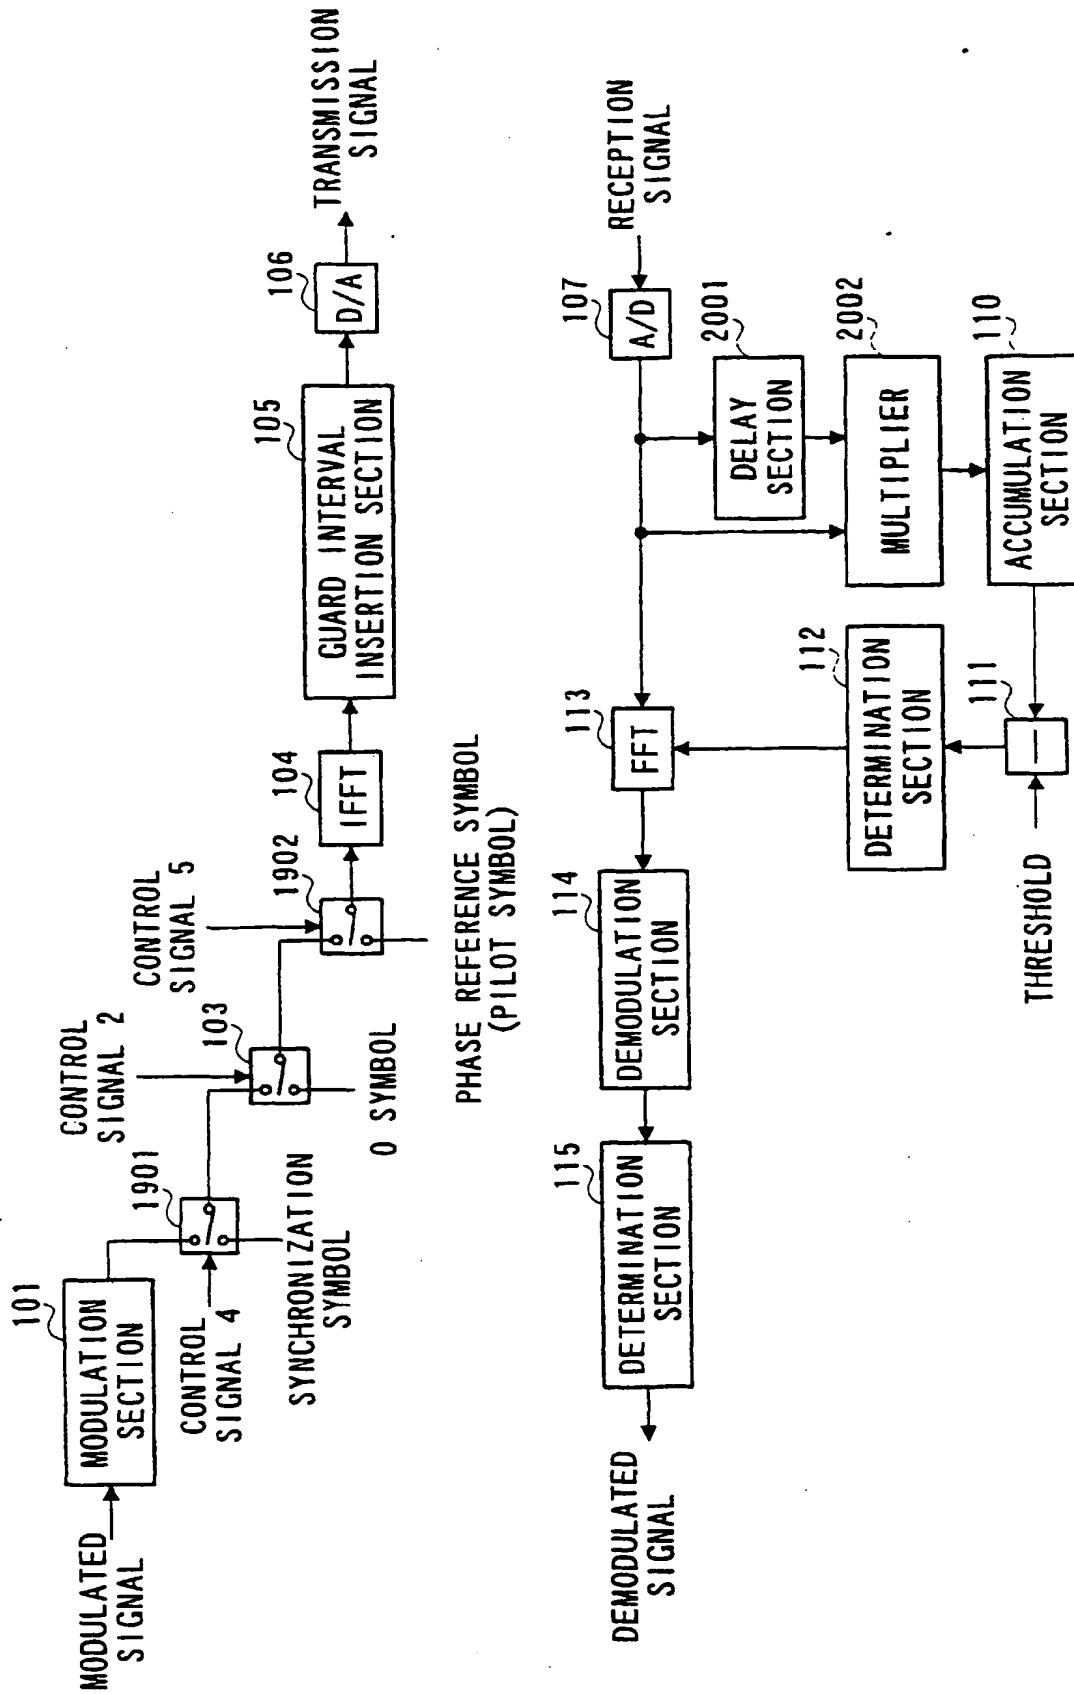 MODULATED
SIGNAL
101
MODULATION
SECTION
CONTROL
SIGNAL 4
1901
SYNCHRONIZATION
SYMBOL
CONTROL
SIGNAL 2
103
0 SYMBOL
CONTROL
SIGNAL 5
1902
PHASE REFERENCE SYMBOL
(PILOT SYMBOL)
104
IFFT
105
GUARD INTERVAL
INSERTION SECTION
106
D/A
TRANSMISSION
SIGNAL
RECEPTION
SIGNAL
107
A/D
2001
DELAY
SECTION
2002
MULTIPLIER
110
ACCUMULATION
SECTION
111
—
THRESHOLD
112
DETERMINATION
SECTION
113
FFT
114
DEMODULATION
SECTION
115
DETERMINATION
SECTION
DEMODULATED
SIGNAL